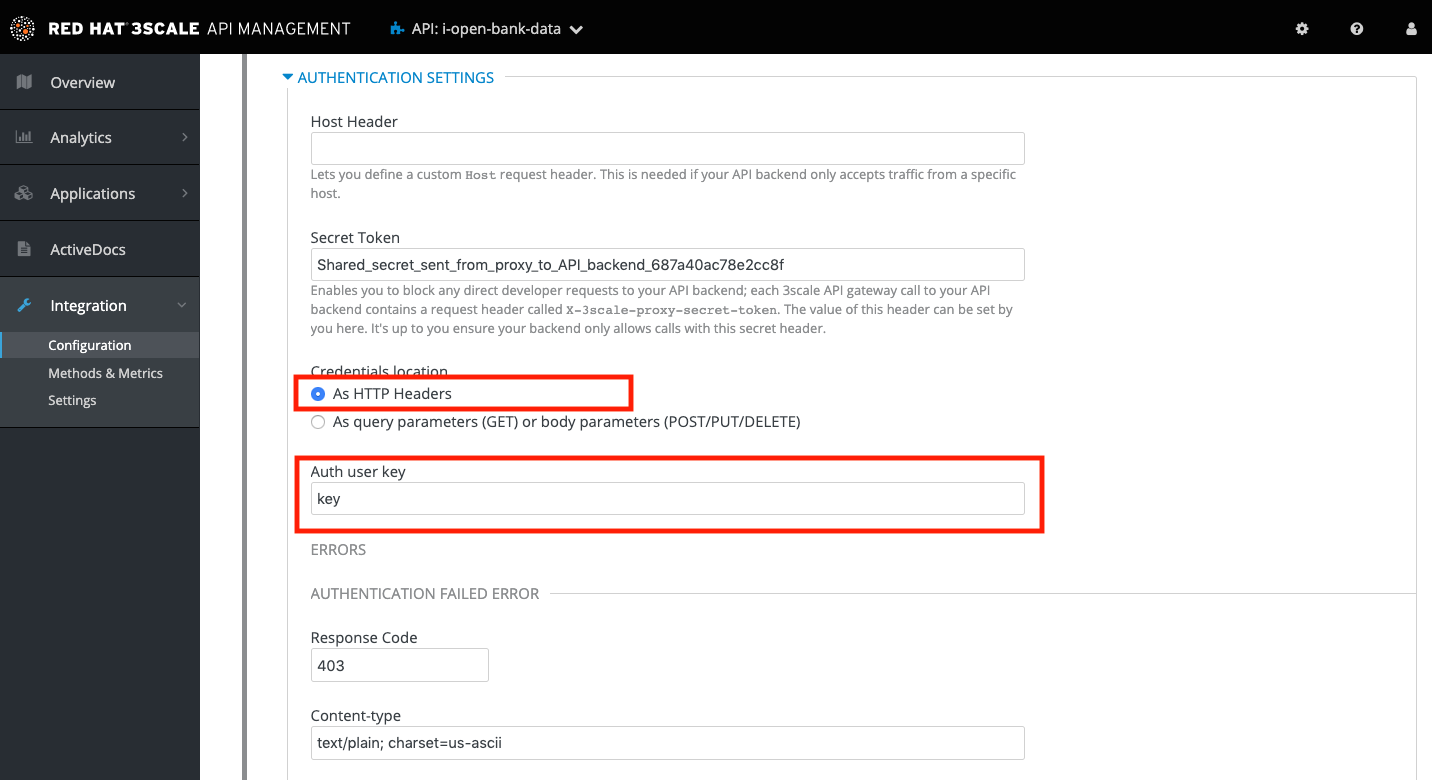 RED HAT 3SCALE API MANAGEMENT
API: i-open-bank-data
Overview
Analytics
Applications
ActiveDocs
Integration
Configuration
Methods & Metrics
Settings
AUTHENTICATION SETTINGS
Host Header
Lets you define a custom Host request header. This is needed if your API backend only accepts traffic from a specific
host.
Secret Token
Shared_secret_sent_from_proxy_to_API_backend_687a40ac78e2cc8f
Enables you to block any direct developer requests to your API backend; each 3scale API gateway call to your API
backend contains a request header called X-3scale-proxy-secret-token. The value of this header can be set by
you here. It's up to you ensure your backend only allows calls with this secret header.
Credentials location
As HTTP Headers
As query parameters (GET) or body parameters (POST/PUT/DELETE)
Auth user key
key
ERRORS
AUTHENTICATION FAILED ERROR
Response Code
403
Content-type
text/plain; charset=us-ascii